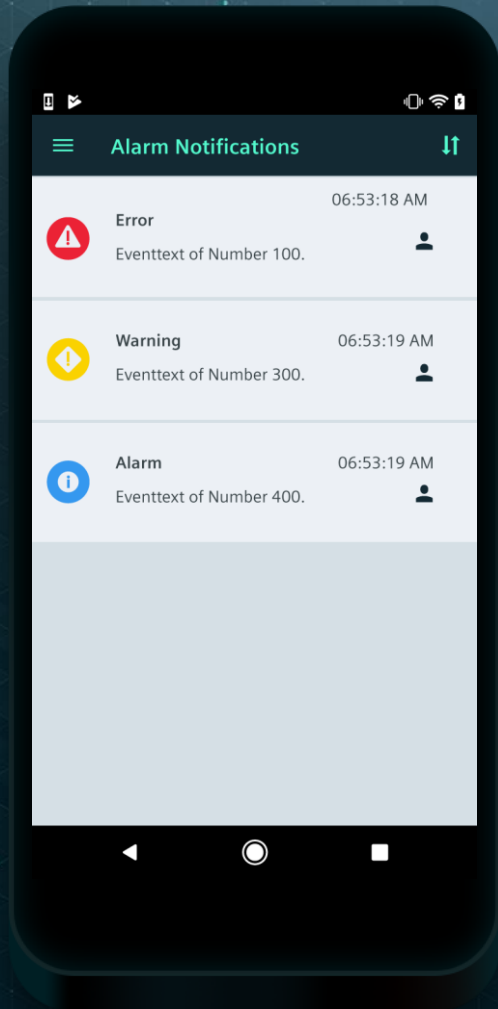 Alarm Notifications
06:53:18 AM
Error
Eventtext of Number 100.
Warning
06:53:19 AM
Eventtext of Number 300.
Alarm
06:53:19 AM
Eventtext of Number 400.